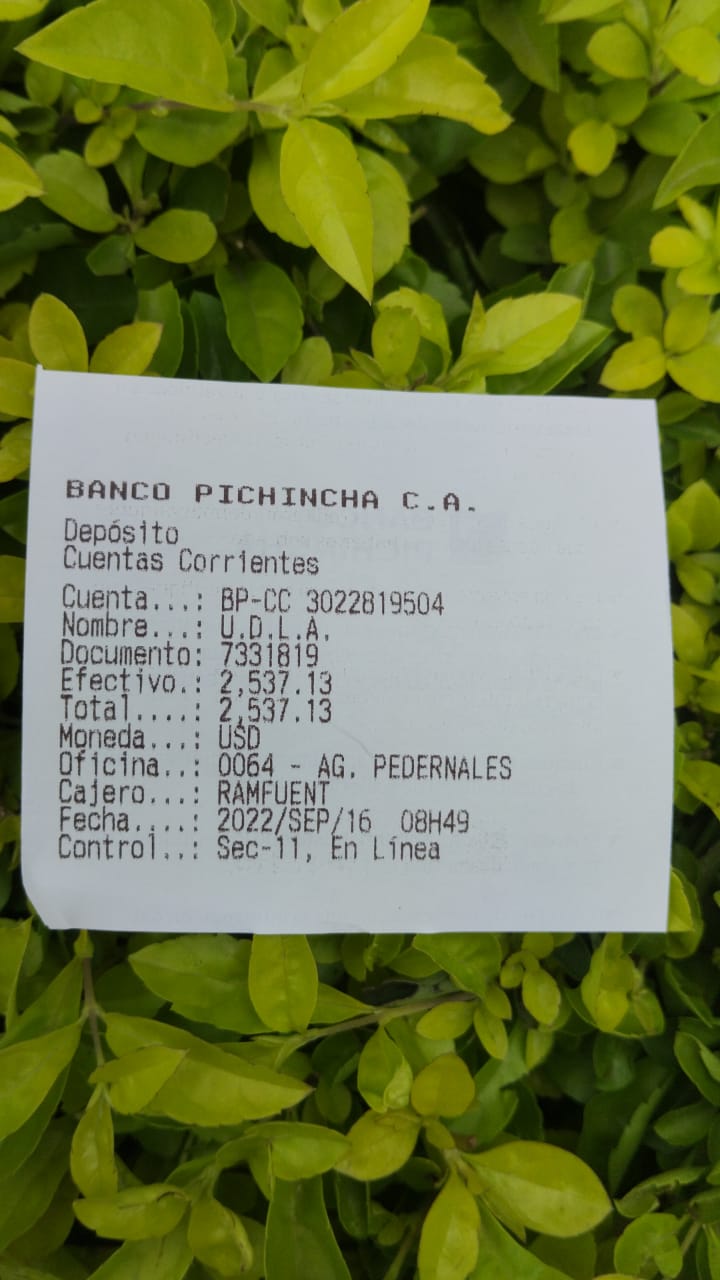 BANCO PICHINCHA C.A.
Depósito
Cuentas Corrientes
Cuenta...: BP-CC 3022819504
Nombre...: U.D.L.A.
Documento: 7331819
Efectivo.: 2,537.13
Total....: 2,537.13
Moneda...: USD
Oficina..: 0064 - AG. PEDERNALES
Cajero...: RAMFUENT
Fecha....: 2022/SEP/16 08H49
Control..: Sec-11, En Línea